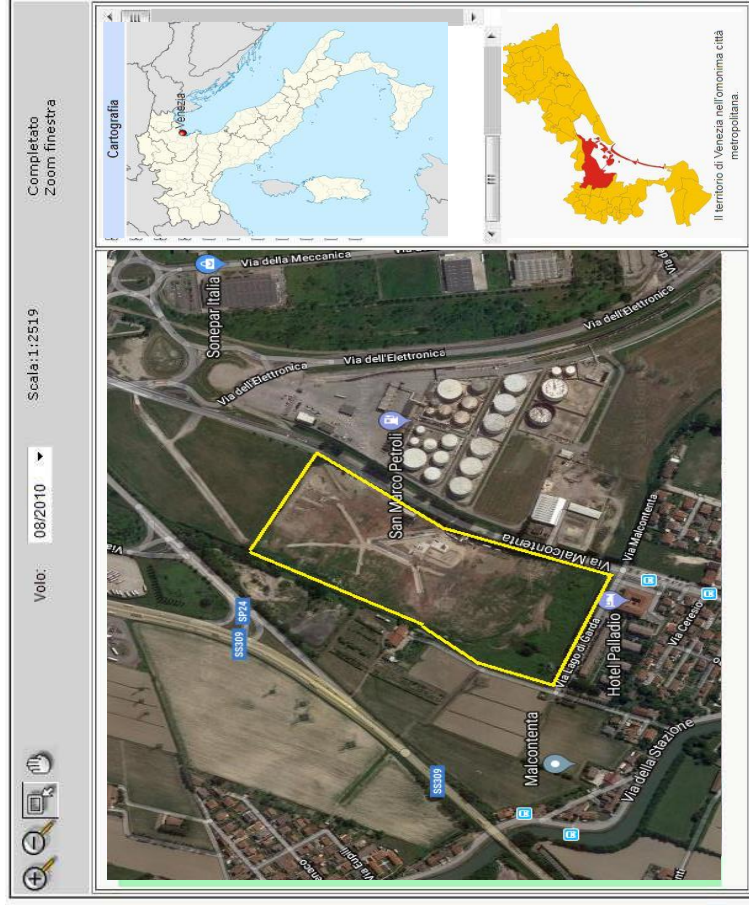 Volo:
08/2010
Scala:1:2519
Completato
Zoom finestra
Cartografia
Venezia
Il territorio di Venezia nell'omonima città
metropolitana.
Sonepar Italia
Via della Meccanica
Via dell'Elettronica
Via dell'Elettronica
Via dell'Elettronica
San Marco Petroli
Via Malcontenta
Via Malcontenta
SS309
SP24
SS309
Via Lago di Garda
Hotel Palladio
Via Ceresio
Malcontenta
Via della Stazione
Via Eupili